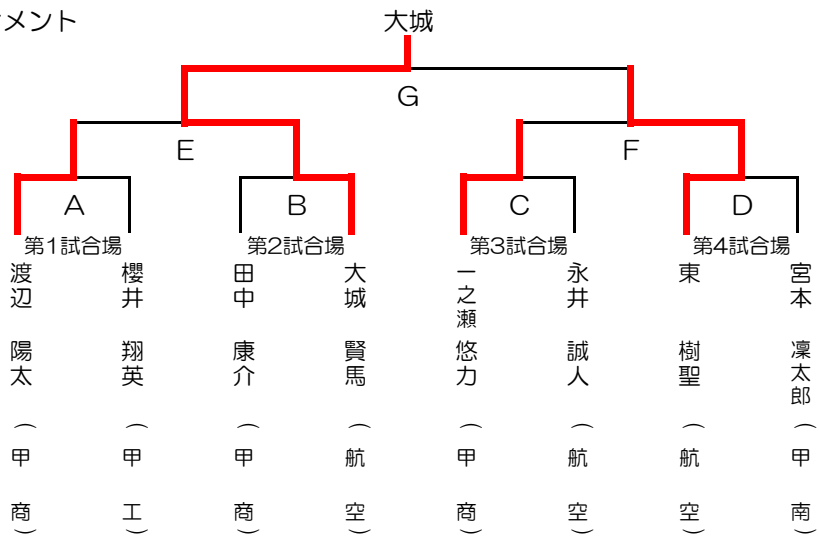 メント
大城
G
E
F
A
B
C
D
第1試合場
第2試合場
第3試合場
第4試合場
渡辺 陽太 (甲商)
櫻井 翔英 (甲工)
田中 康介 (甲商)
大城 賢馬 (航空)
一之瀬 悠力 (甲商)
永井 誠人 (航空)
東 樹聖 (航空)
宮本 凜太郎 (甲南)